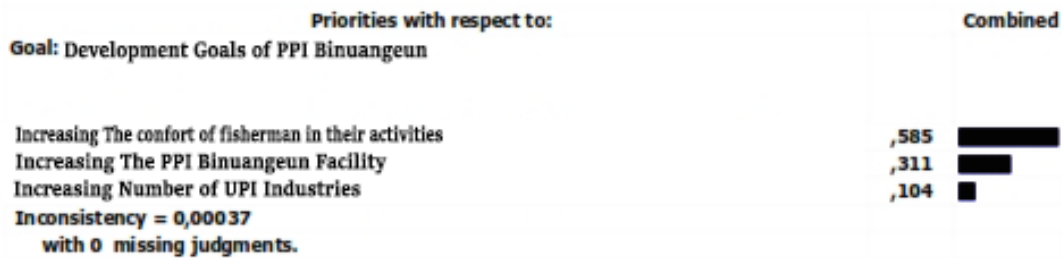 Priorities with respect to: Combined
Goal: Development Goals of PPI Binuangeun
Increasing The confort of fisherman in their activities ,585
Increasing The PPI Binuangeun Facility ,311
Increasing Number of UPI Industries ,104
Inconsistency = 0,00037
with 0 missing judgments.